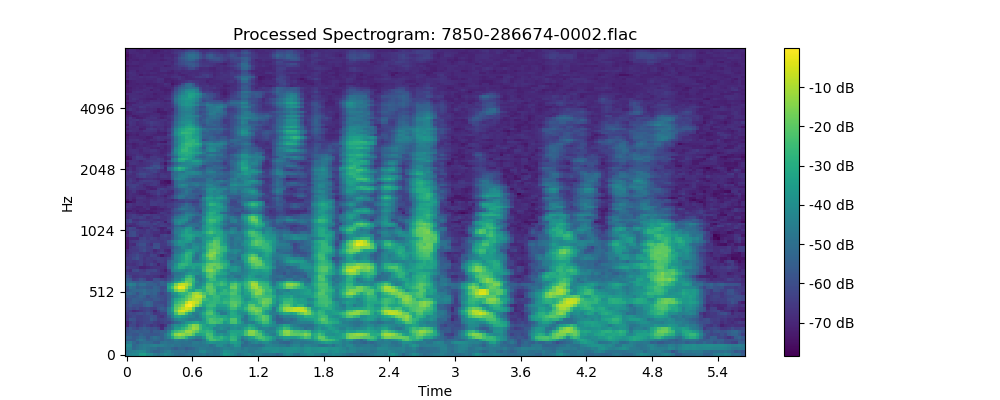 Processed Spectrogram: 7850-286674-0002.flac
4096
2048
1024
512
0
Hz
0 0.6 1.2 1.8 2.4 3 3.6 4.2 4.8 5.4
Time
-10 dB
-20 dB
-30 dB
-40 dB
-50 dB
-60 dB
-70 dB